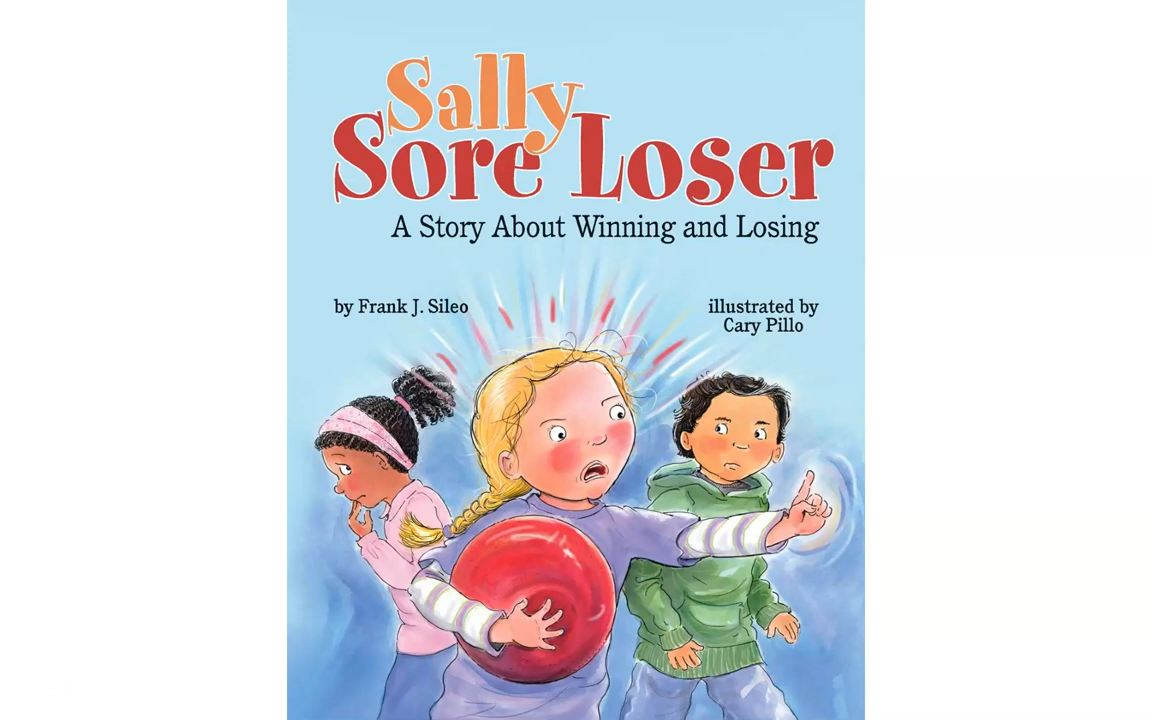 Sally
Sore Loser
A Story About Winning and Losing
by Frank J. Sileo
illustrated by
Cary Pillo